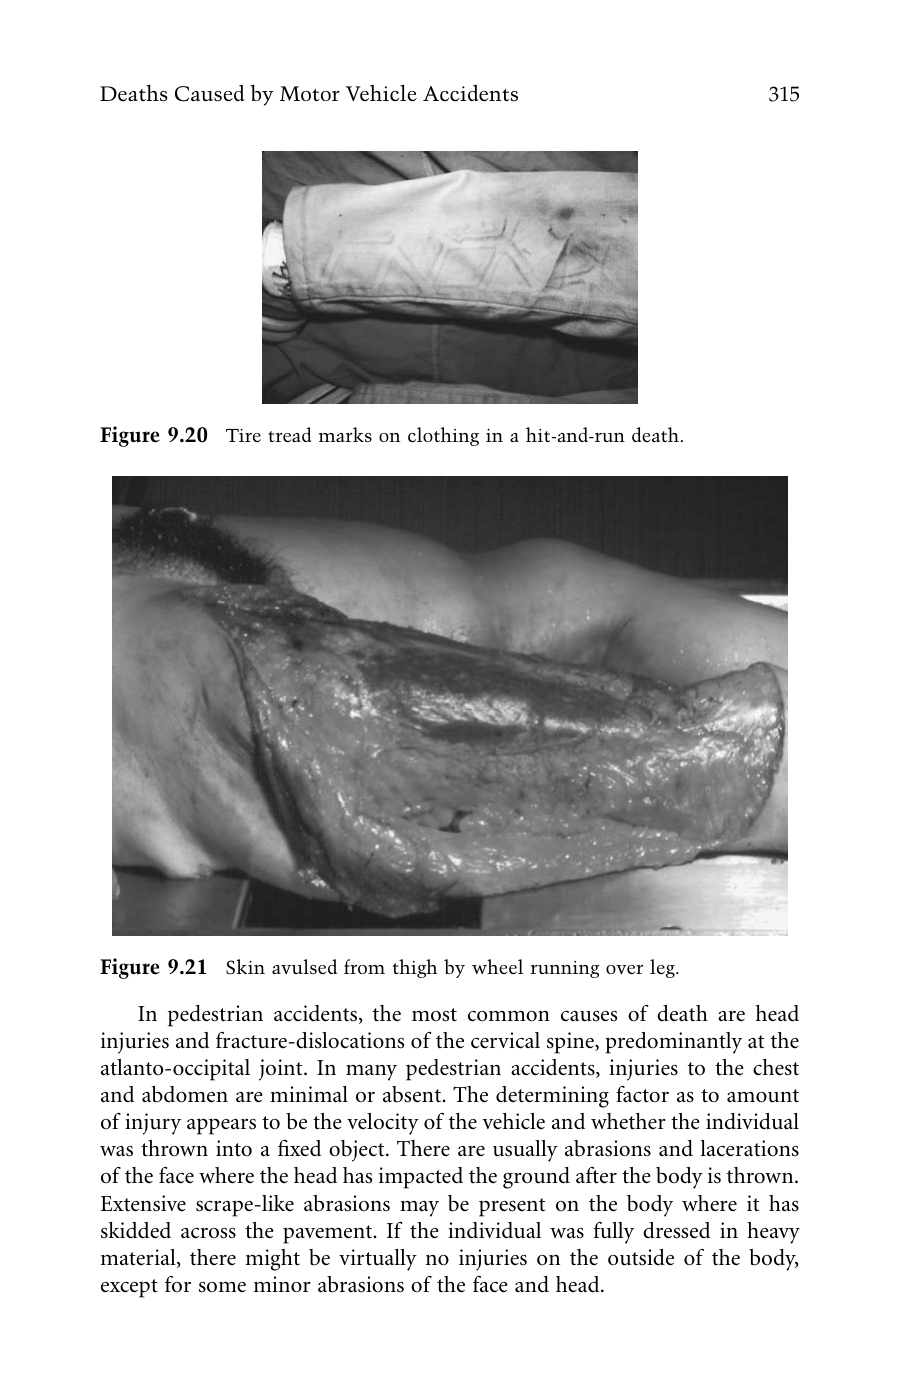 Deaths Caused by Motor Vehicle Accidents 315
Figure 9.20 Tire tread marks on clothing in a hit-and-run death.
Figure 9.21 Skin avulsed from thigh by wheel running over leg.
In pedestrian accidents, the most common causes of death are head
injuries and fracture-dislocations of the cervical spine, predominantly at the
atlanto-occipital joint. In many pedestrian accidents, injuries to the chest
and abdomen are minimal or absent. The determining factor as to amount
of injury appears to be the velocity of the vehicle and whether the individual
was thrown into a fixed object. There are usually abrasions and lacerations
of the face where the head has impacted the ground after the body is thrown.
Extensive scrape-like abrasions may be present on the body where it has
skidded across the pavement. If the individual was fully dressed in heavy
material, there might be virtually no injuries on the outside of the body,
except for some minor abrasions of the face and head.